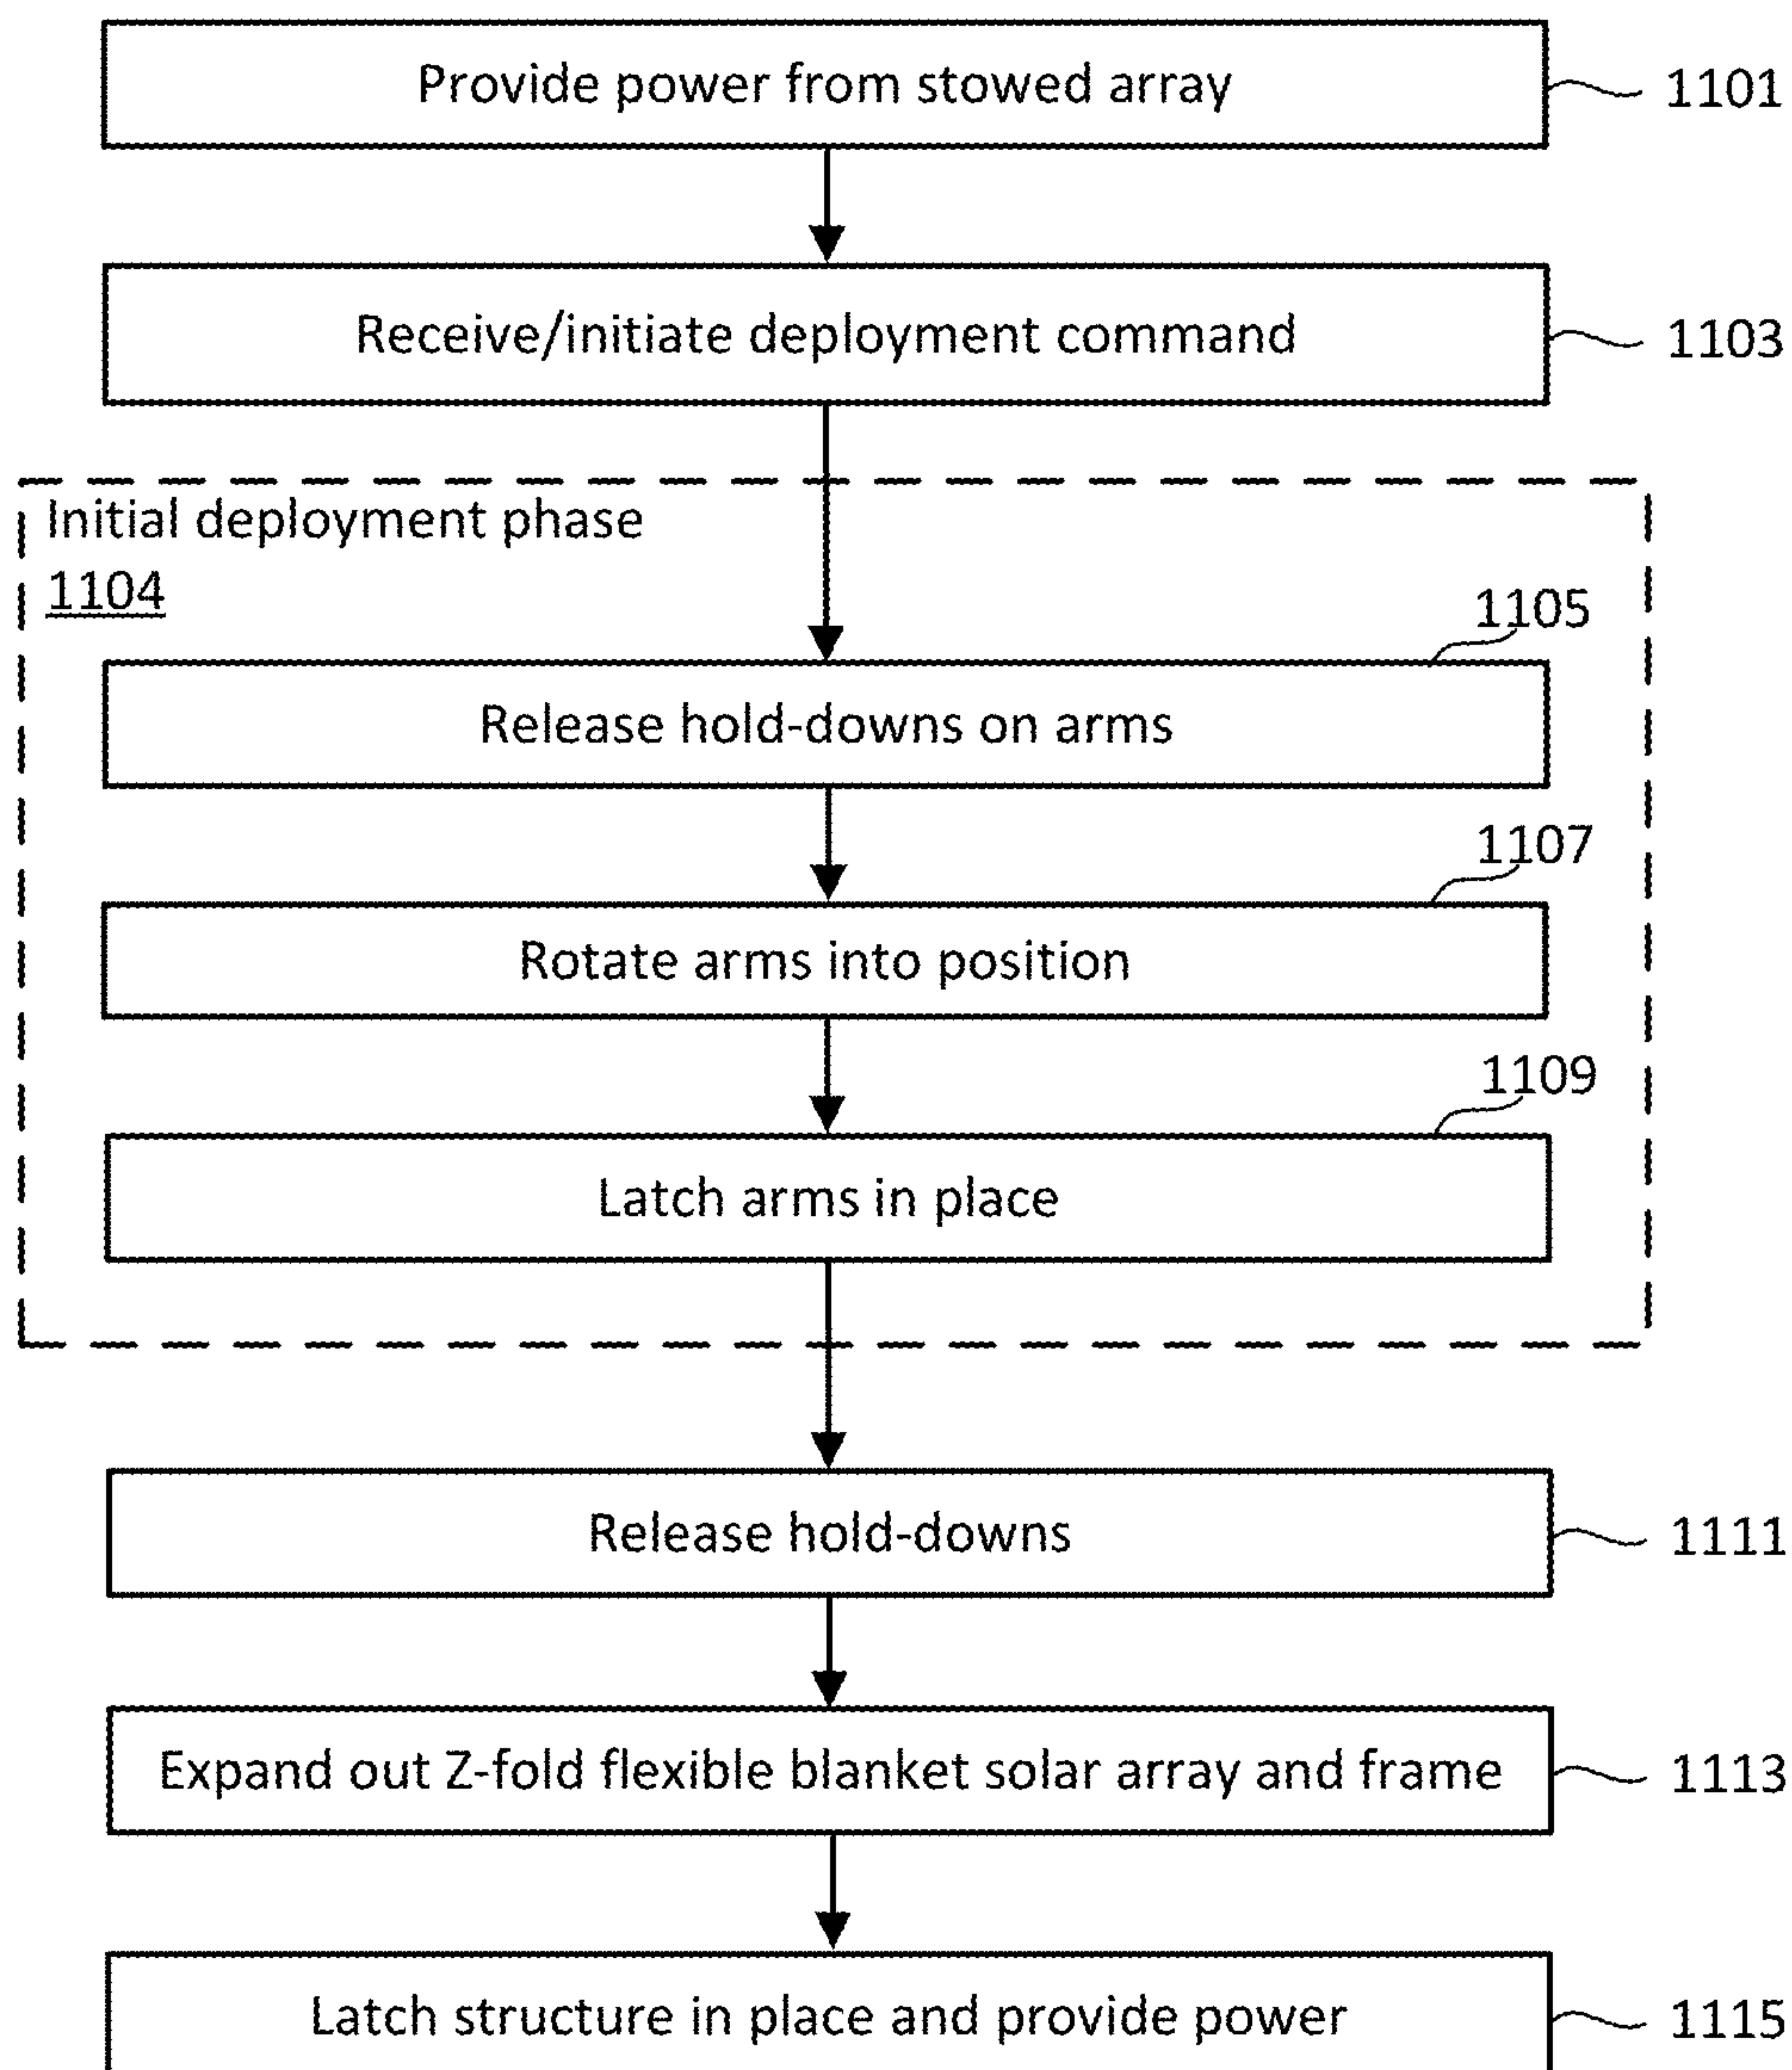 Provide power from stowed array
1101
Receive/initiate deployment command
1103
Initial deployment phase
1104
1105
Release hold-downs on arms
1107
Rotate arms into position
1109
Latch arms in place
Release hold-downs
1111
Expand out Z-fold flexible blanket solar array and frame
1113
Latch structure in place and provide power
1115